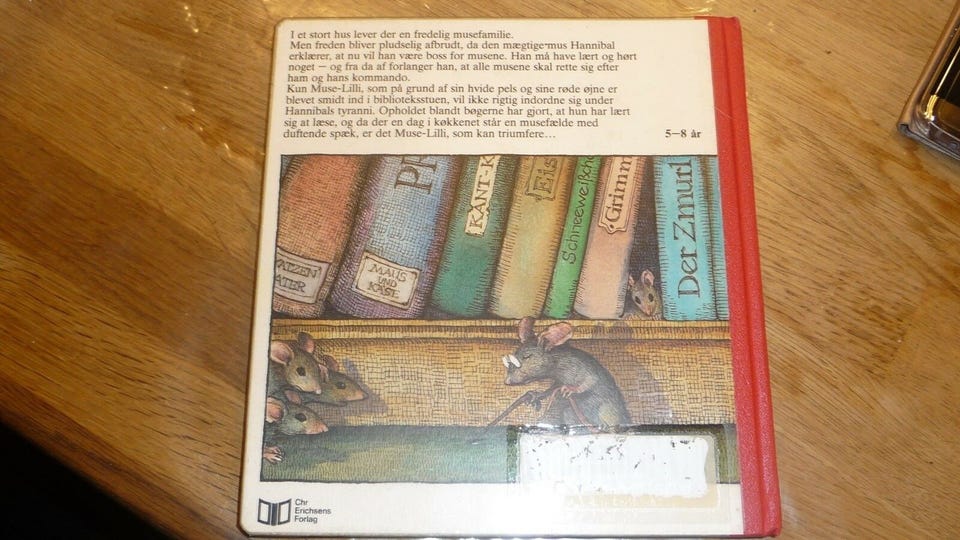 I et stort hus lever der en fredelig musefamilie.
Men freden bliver pludselig afbrudt, da den mægtige mus Hannibal
erklærer, at nu vil han være boss for musene. Han må have lært og hørt
noget – og fra da af forlanger han, at alle musene skal rette sig efter
ham og hans kommando.
Kun Muse-Lilli, som på grund af sin hvide pels og sine røde øjne er
blevet smidt ind i biblioteksstuen, vil ikke rigtig indordne sig under
Hannibals tyranni. Opholdet blandt bøgerne har gjort, at hun har lært
sig at læse, og da der en dag i køkkenet står en musefælde med
duftende spæk, er det Muse-Lilli, som kan triumfere…
5–8 år
ATZEN
ATER
PF
MAUS
UND
KÄSE
KANT-K
Eis
Schneeweißche
Grimm
Der Zmurl
Chr
Erichsens
Forlag